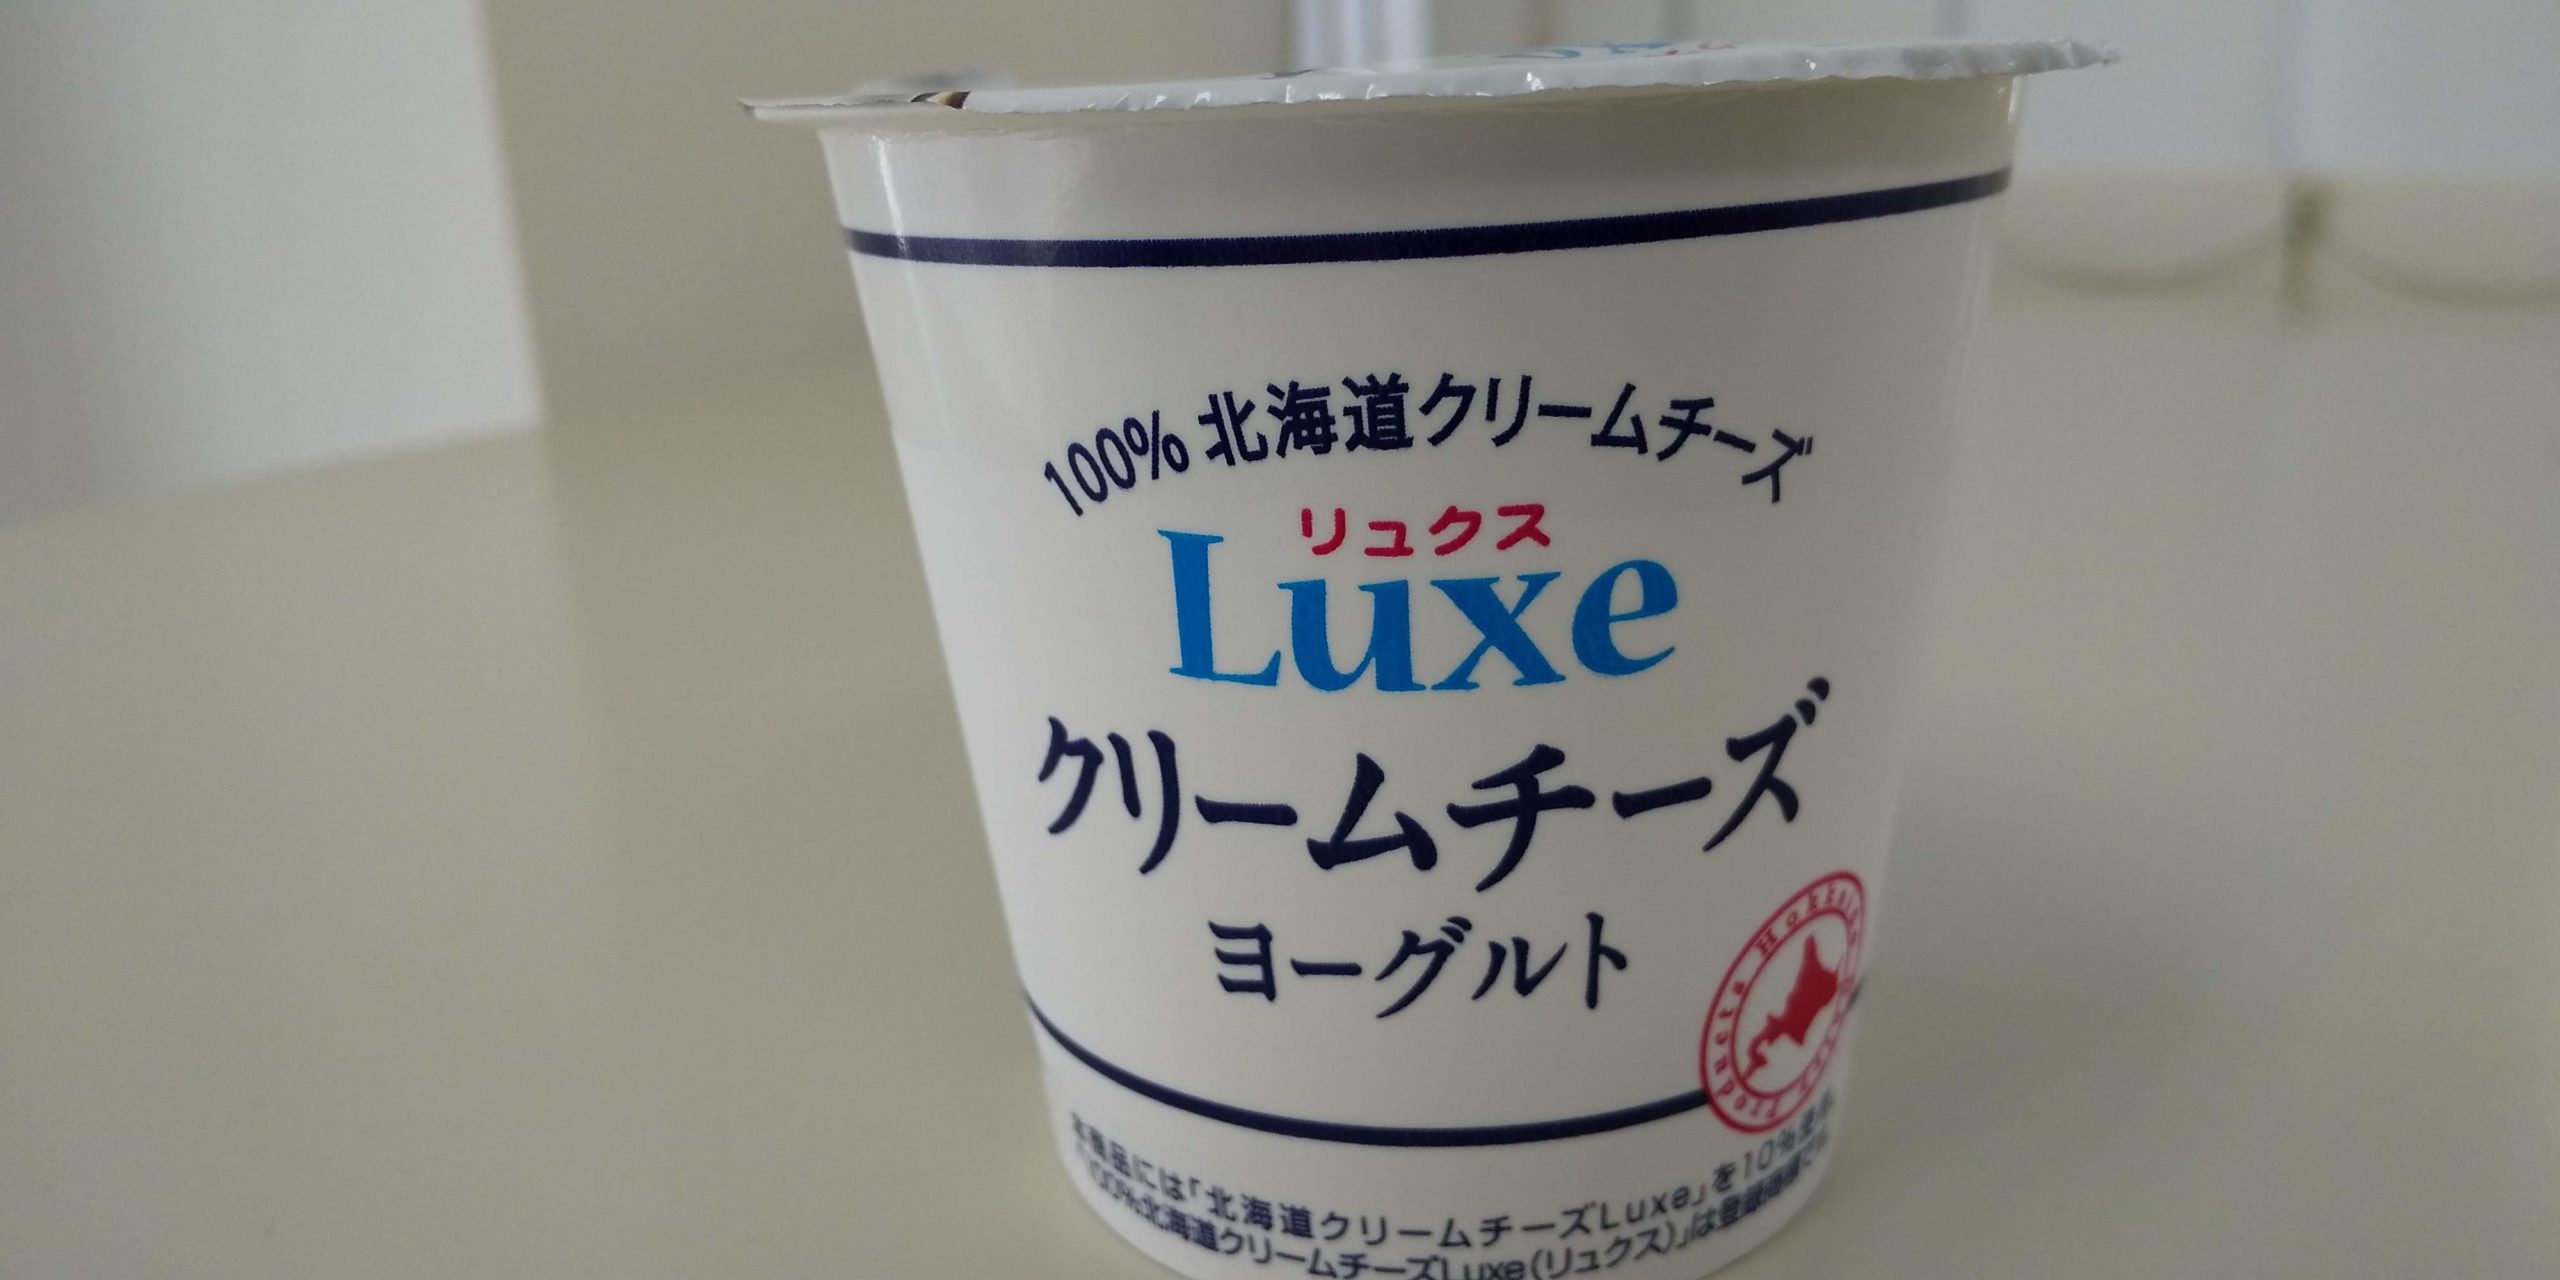 100%北海道クリームチーズ
リュクス
Luxe
クリームチーズ
ヨーグルト
Products Hokkaido
本商品には「北海道クリームチーズLuxe」を10%使用
「100%北海道クリームチーズLuxe(リュクス)」は登録商標です